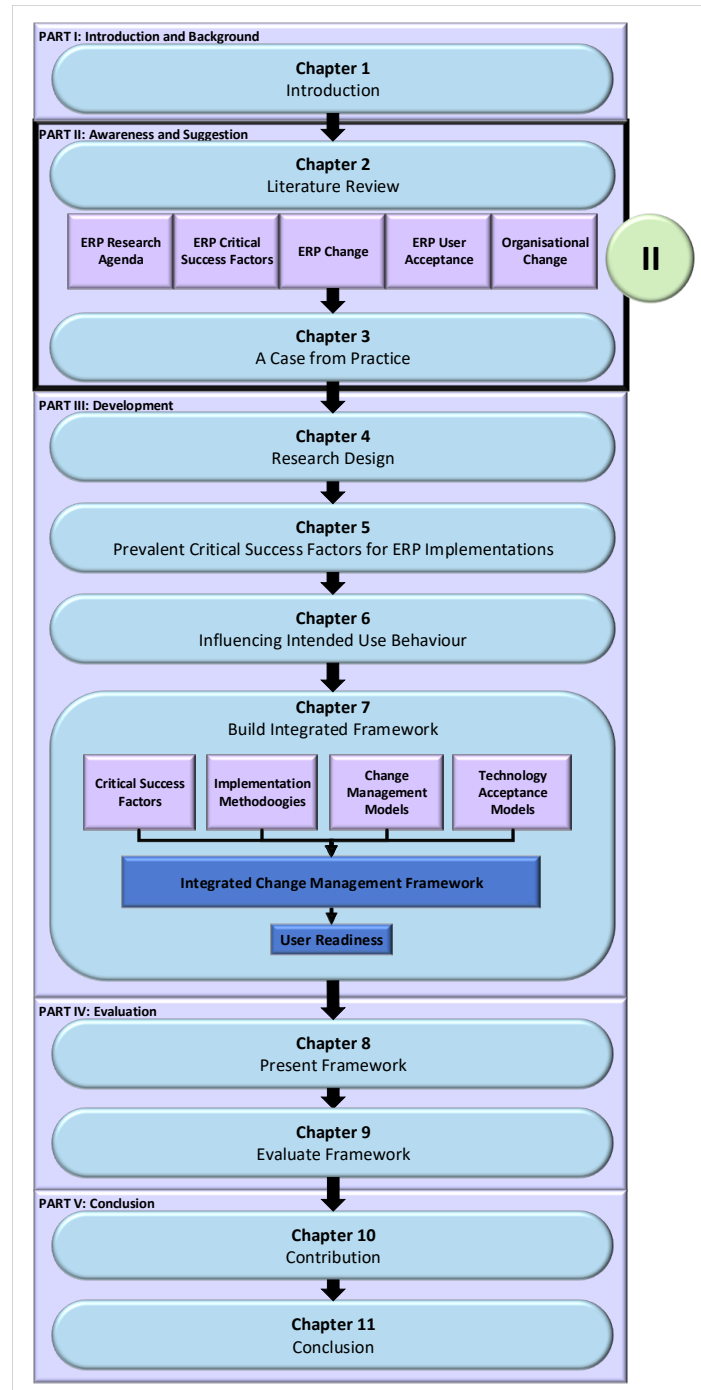 PART I: Introduction and Background
Chapter 1
Introduction
PART II: Awareness and Suggestion
Chapter 2
Literature Review
ERP Research
Agenda
ERP Critical
Success Factors
ERP Change
ERP User
Acceptance
Organisational
Change
II
Chapter 3
A Case from Practice
PART III: Development
Chapter 4
Research Design
Chapter 5
Prevalent Critical Success Factors for ERP Implementations
Chapter 6
Influencing Intended Use Behaviour
Chapter 7
Build Integrated Framework
Critical Success
Factors
Implementation
Methodoogies
Change
Management
Models
Technology
Acceptance
Models
Integrated Change Management Framework
User Readiness
PART IV: Evaluation
Chapter 8
Present Framework
Chapter 9
Evaluate Framework
PART V: Conclusion
Chapter 10
Contribution
Chapter 11
Conclusion